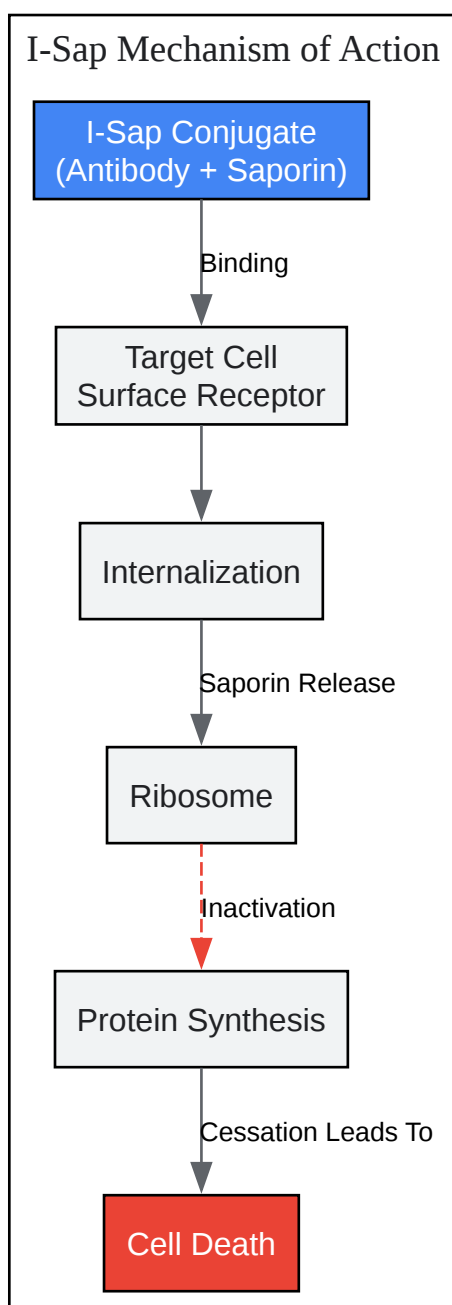 I-Sap Mechanism of Action
I-Sap Conjugate
(Antibody + Saporin)
Binding
Target Cell
Surface Receptor
Internalization
Saporin Release
Ribosome
Inactivation
Protein Synthesis
Cessation Leads To
Cell Death